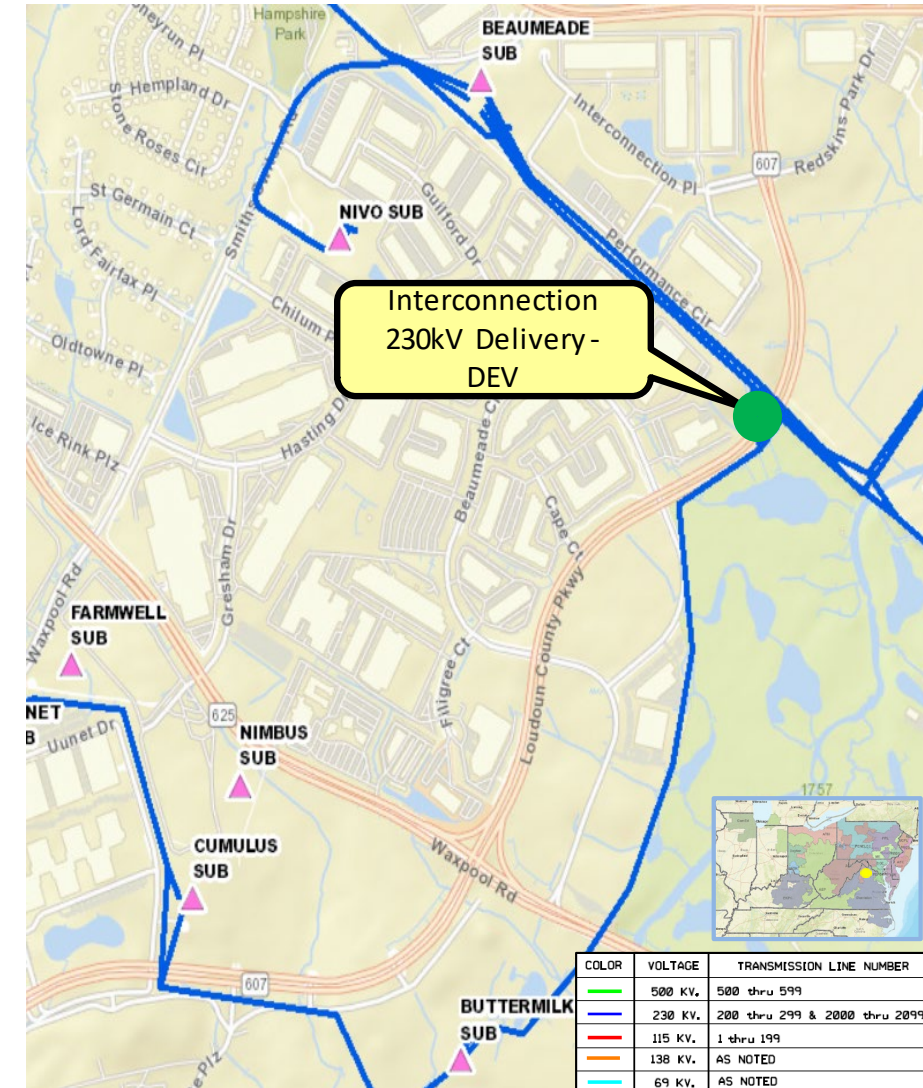 Hampshire
Park
BEAUMEADE
SUB
Hempland Dr
Stone Roses Cir
Interconnection Pl
607
Redskins Park Dr
St Germain Ct
Lord Fairfax Pl
NIVO SUB
Guilford Dr
Performance Cir
Interconnection
230kV Delivery -
DEV
Oldtowne Pl
Hasting D
Ice Rink Plz
Beaumeade Ci
Cape Ct
Gresham Dr
Loudoun County Pkwy
Waxpool Rd
FARMWELL
SUB
Filigree Ct
NET
B
Uunet Dr
625
NIMBUS
SUB
1757
CUMULUS
SUB
Waxpool Rd
607
BUTTERMILK
SUB
e Plz
COLOR VOLTAGE TRANSMISSION LINE NUMBER
500 KV. 500 thru 599
230 KV. 200 thru 299 & 2000 thru 2099
115 KV. 1 thru 199
138 KV. AS NOTED
69 KV. AS NOTED